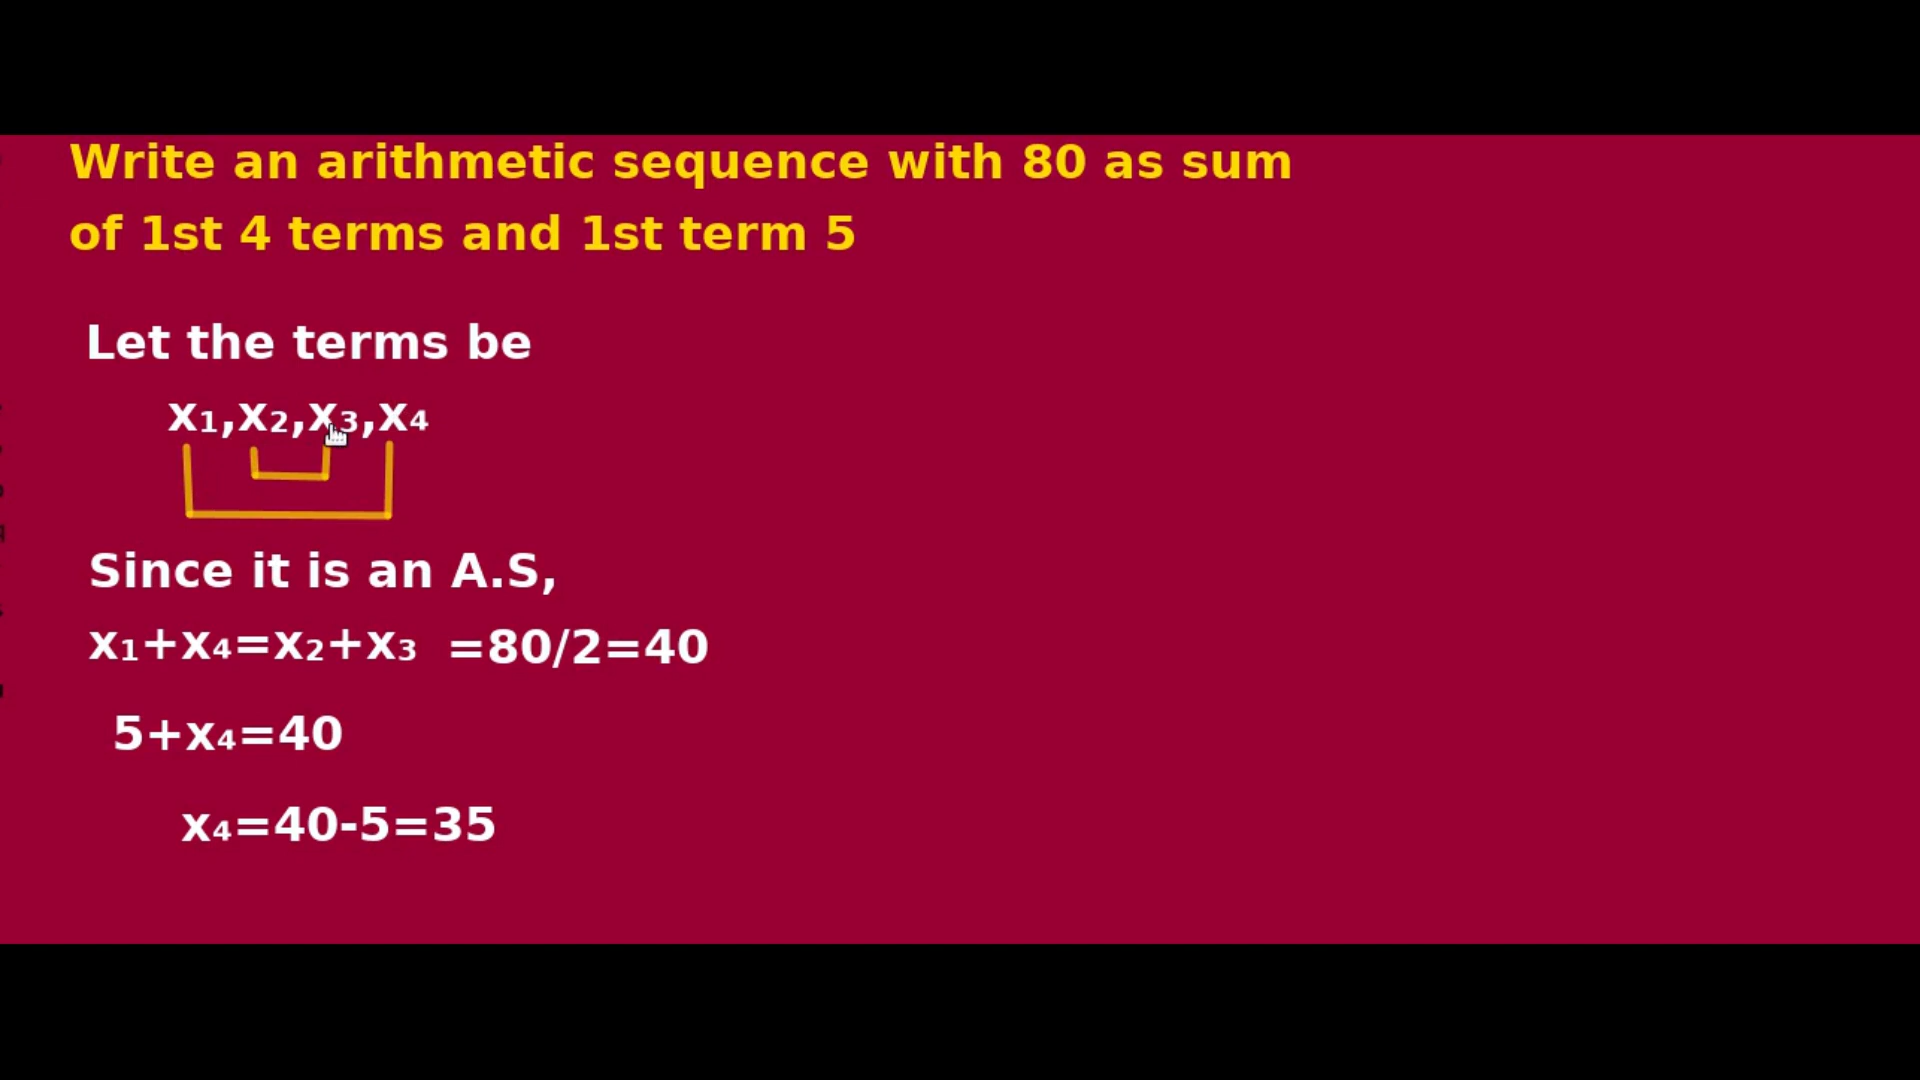 Write an arithmetic sequence with 80 as sum
of 1st 4 terms and 1st term 5
Let the terms be
x₁,x₂,x₃,x₄
Since it is an A.S,
x₁+x₄=x₂+x₃ =80/2=40
5+x₄=40
x₄=40-5=35